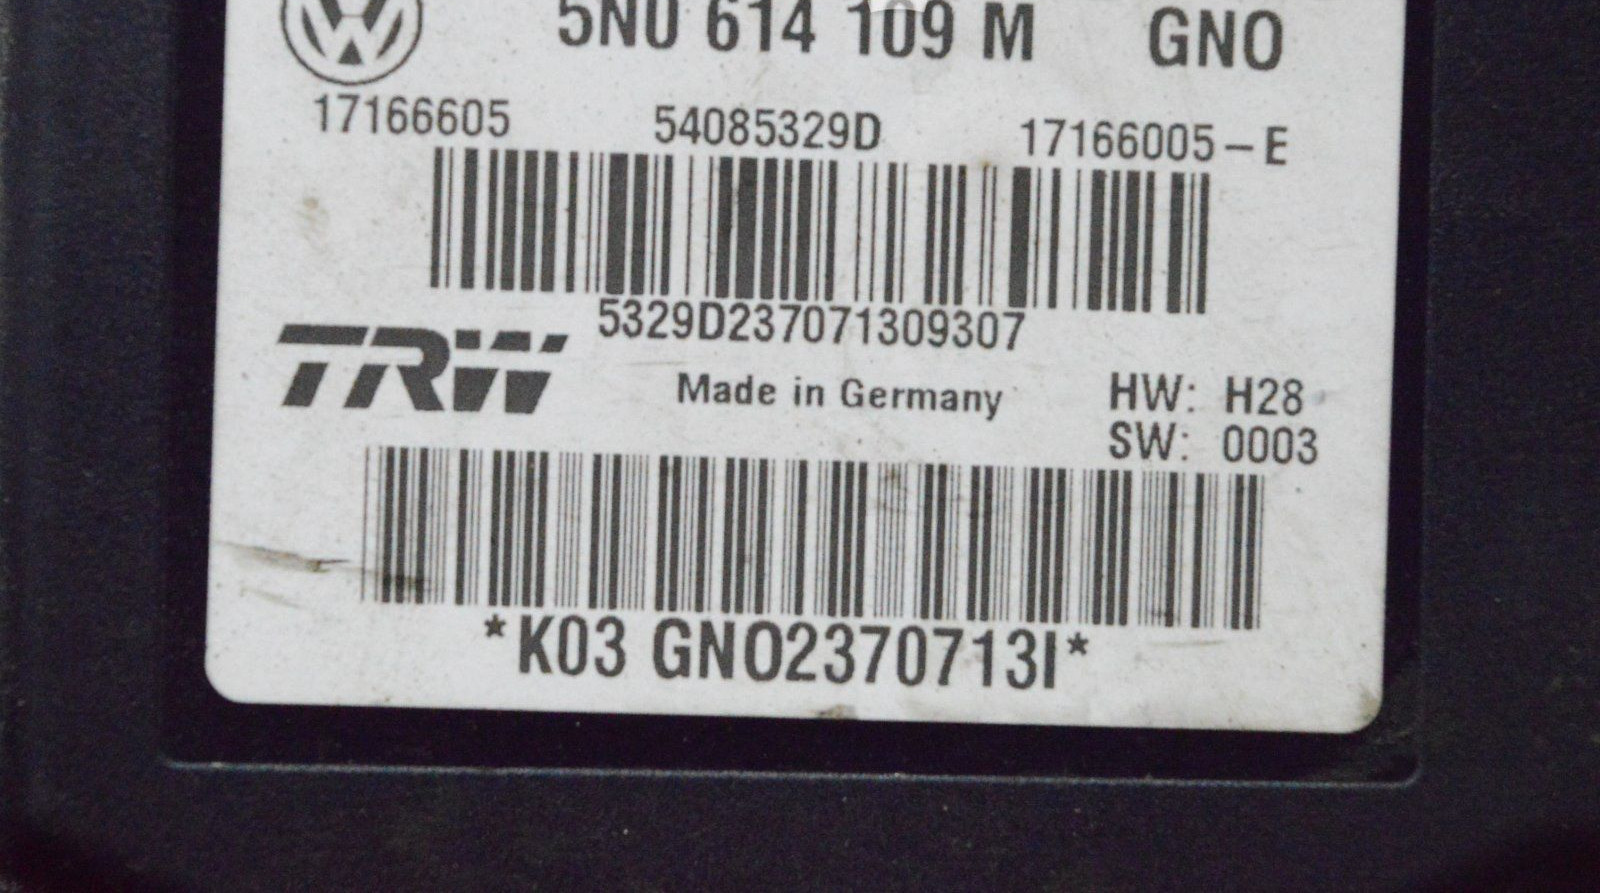 5N0 614 109 M GNO
17166605 54085329D 17166005-E
5329D237071309307
TRW
Made in Germany HW: H28
SW: 0003
*K03 GNO2370713I*